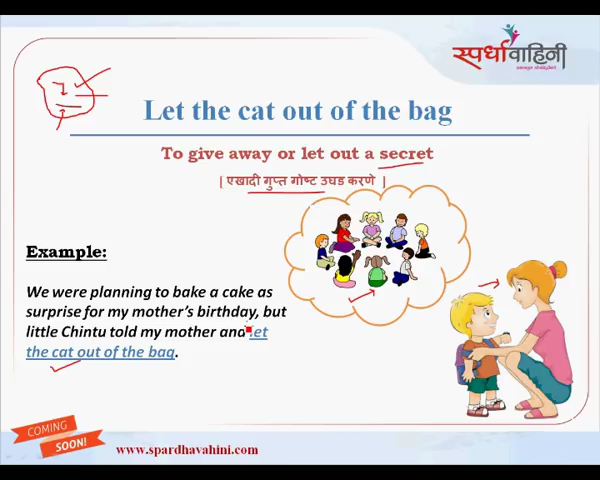 स्पर्धावाहिनी
Let the cat out of the bag
To give away or let out a secret
| एखादी गुप्त गोष्ट उघड करणे |
Example:
We were planning to bake a cake as
surprise for my mother's birthday, but
little Chintu told my mother and let
the cat out of the bag.
COMING
SOON!
www.spardhavahini.com